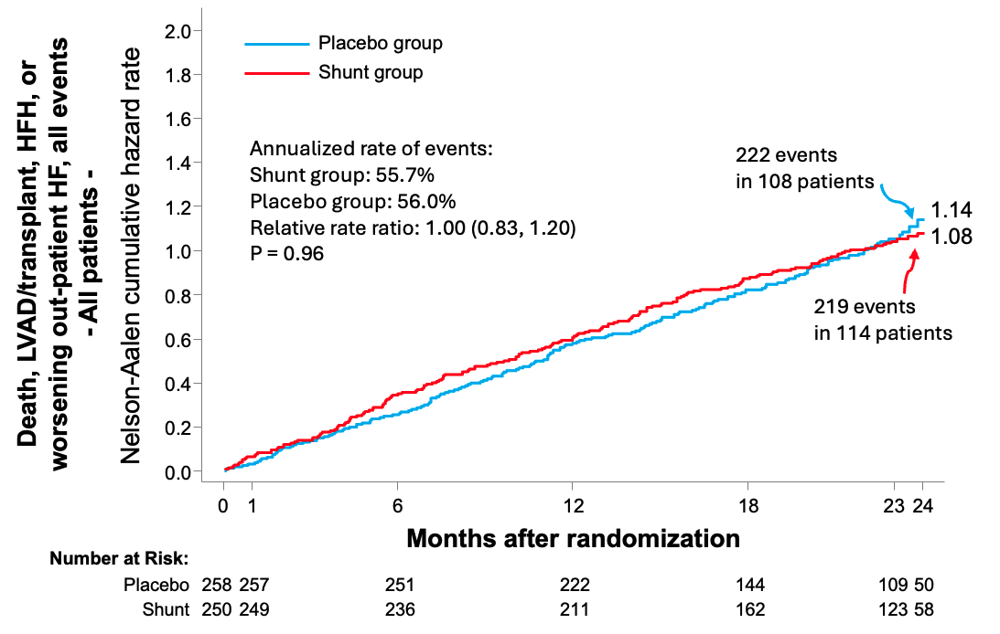 Death, LVAD/transplant, HFH, or
worsening out-patient HF, all events
- All patients -
Nelson-Aalen cumulative hazard rate
2.0
1.8
1.6
1.4
1.2
1.0
0.8
0.6
0.4
0.2
0.0
Placebo group
Shunt group
Annualized rate of events:
Shunt group: 55.7%
Placebo group: 56.0%
Relative rate ratio: 1.00 (0.83, 1.20)
P = 0.96
222 events
in 108 patients
1.14
1.08
219 events
in 114 patients
0 1 6 12 18 23 24
Months after randomization
Number at Risk:
Placebo 258 257 251 222 144 109 50
Shunt 250 249 236 211 162 123 58